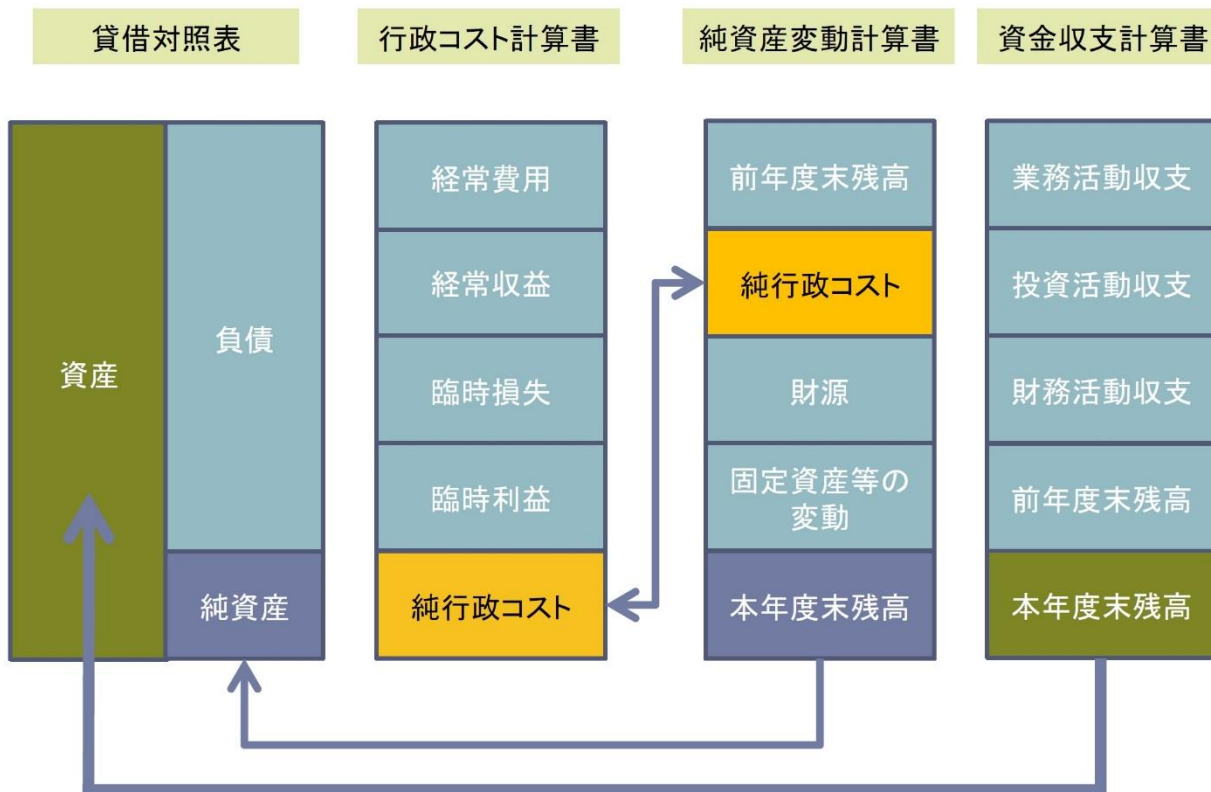 貸借対照表
行政コスト計算書
純資産変動計算書
資金収支計算書
資産
負債
純資産
経常費用
経常収益
臨時損失
臨時利益
純行政コスト
前年度末残高
純行政コスト
財源
固定資産等の
変動
本年度末残高
業務活動収支
投資活動収支
財務活動収支
前年度末残高
本年度末残高